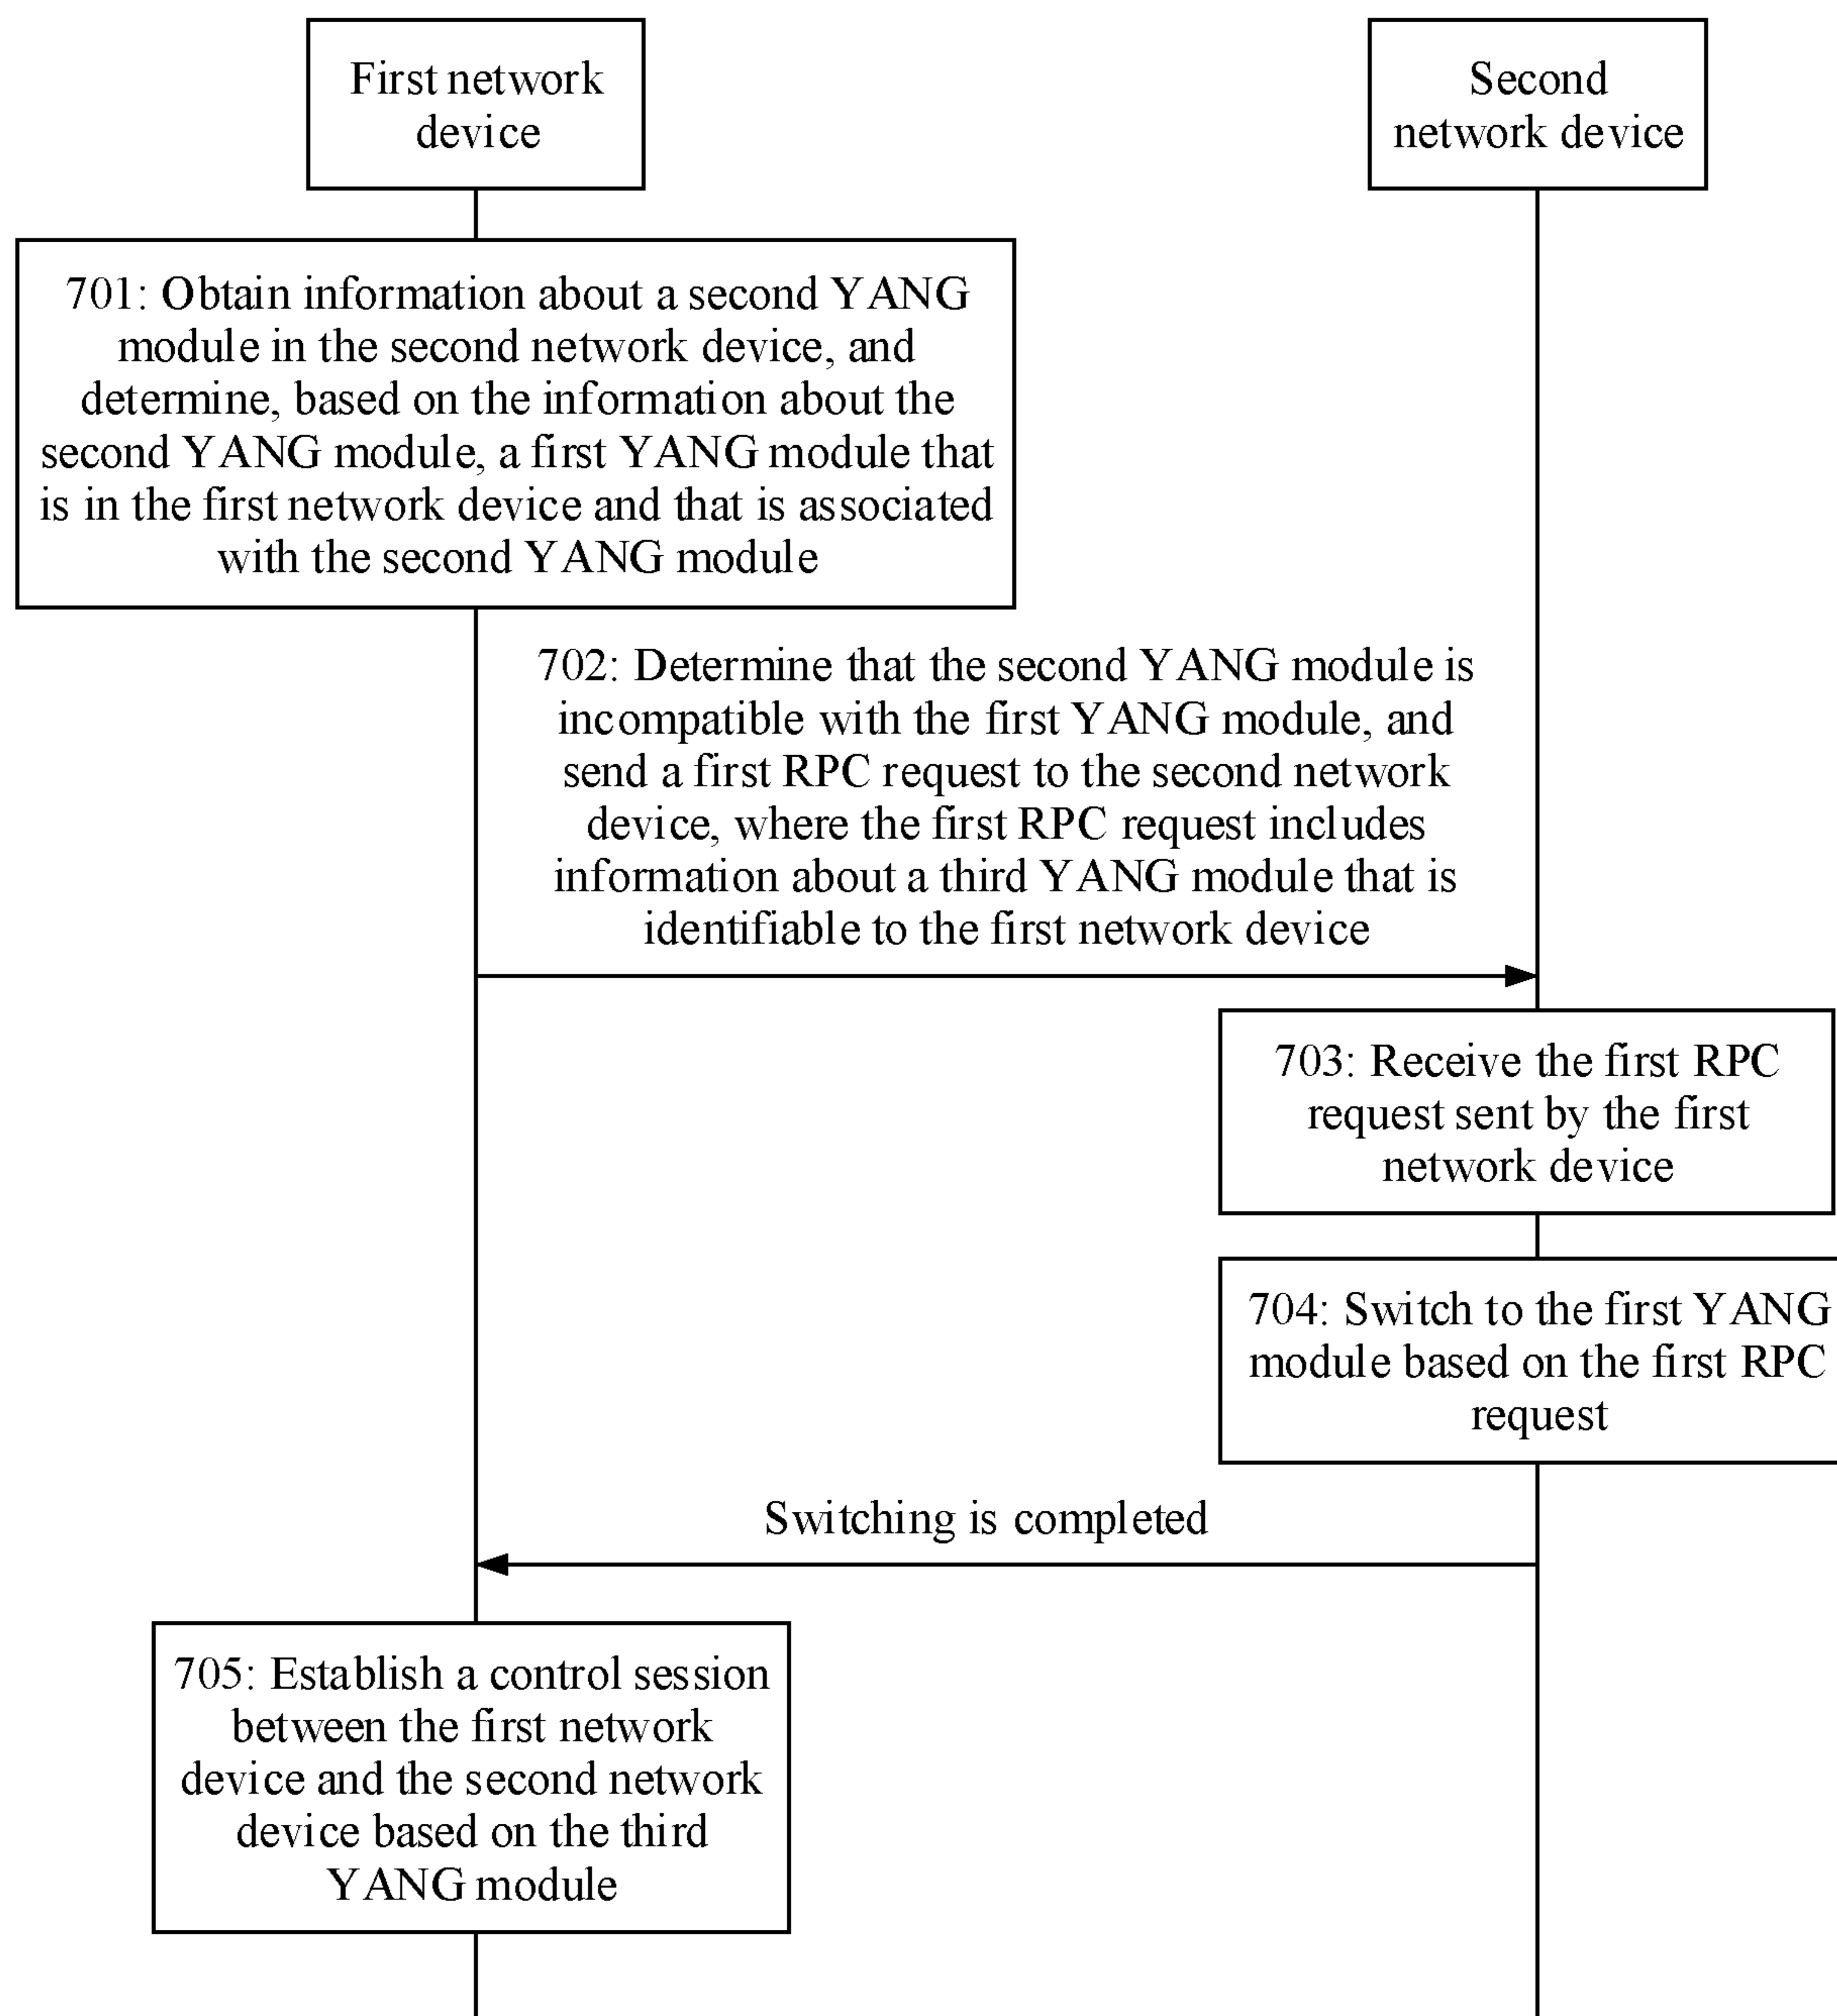 First network
device
Second
network device
701: Obtain information about a second YANG
module in the second network device, and
determine, based on the information about the
second YANG module, a first YANG module that
is in the first network device and that is associated
with the second YANG module
702: Determine that the second YANG module is
incompatible with the first YANG module, and
send a first RPC request to the second network
device, where the first RPC request includes
information about a third YANG module that is
identifiable to the first network device
703: Receive the first RPC
request sent by the first
network device
704: Switch to the first YANG
module based on the first RPC
request
Switching is completed
705: Establish a control session
between the first network
device and the second network
device based on the third
YANG module